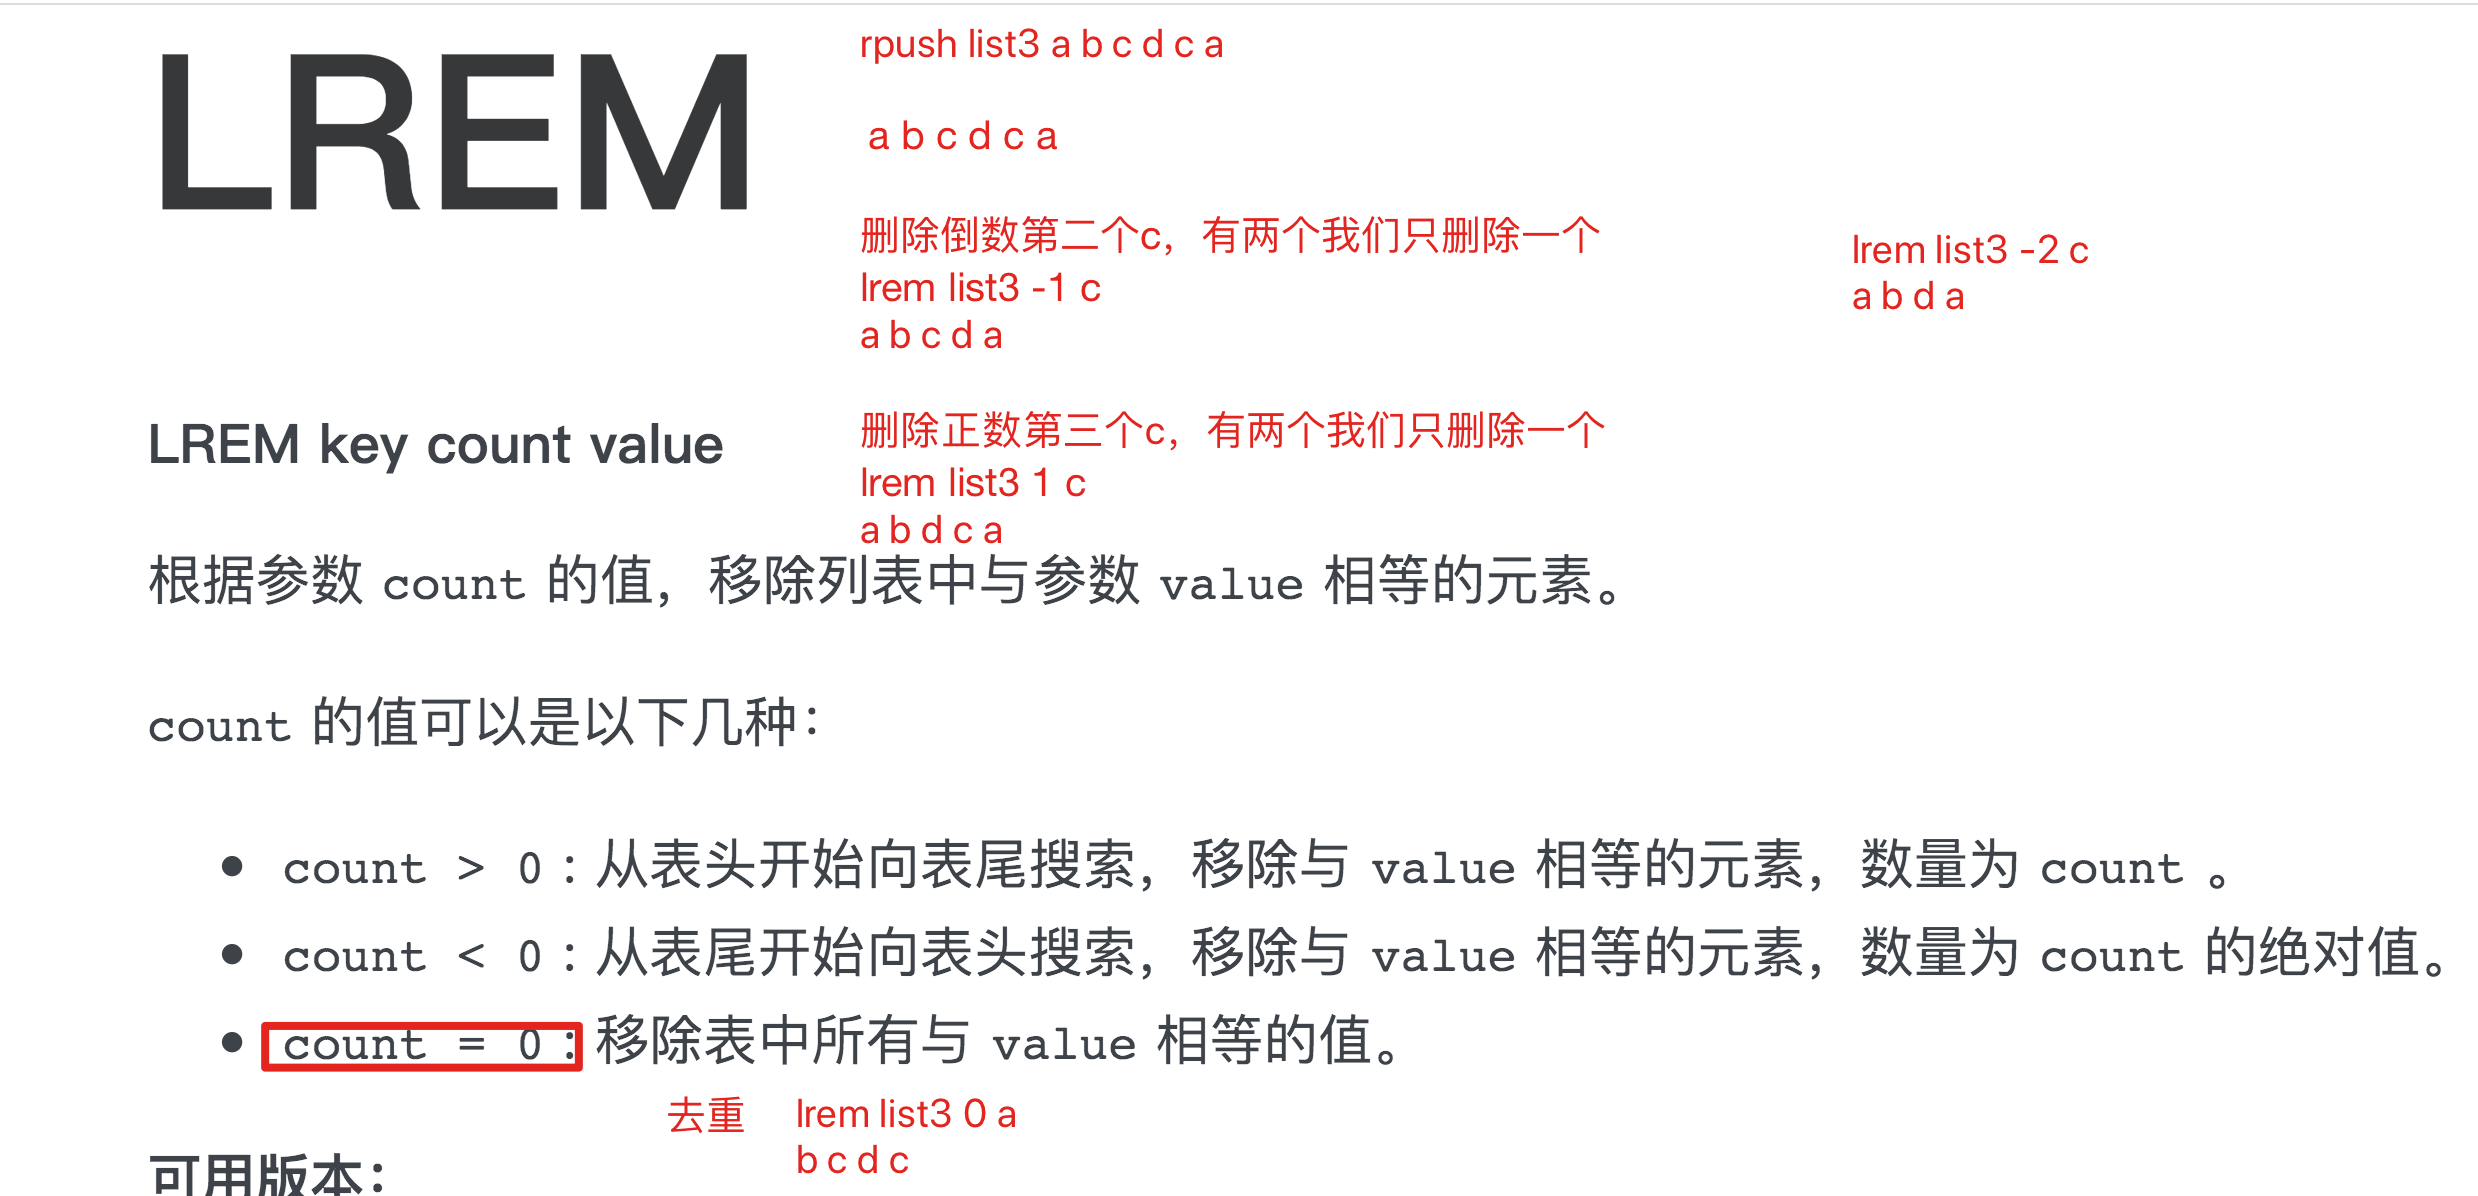 LREM
rpush list3 a b c d c a
a b c d c a
删除倒数第二个c，有两个我们只删除一个
lrem list3 -1 c
a b c d a
lrem list3 -2 c
a b d a
删除正数第三个c，有两个我们只删除一个
lrem list3 1 c
a b d c a
LREM key count value
根据参数 count 的值，移除列表中与参数 value 相等的元素。
count 的值可以是以下几种：
• count > 0 : 从表头开始向表尾搜索，移除与 value 相等的元素，数量为 count 。
• count < 0 : 从表尾开始向表头搜索，移除与 value 相等的元素，数量为 count 的绝对值。
• count = 0 : 移除表中所有与 value 相等的值。
去重 lrem list3 0 a
b c d c
可用版本：